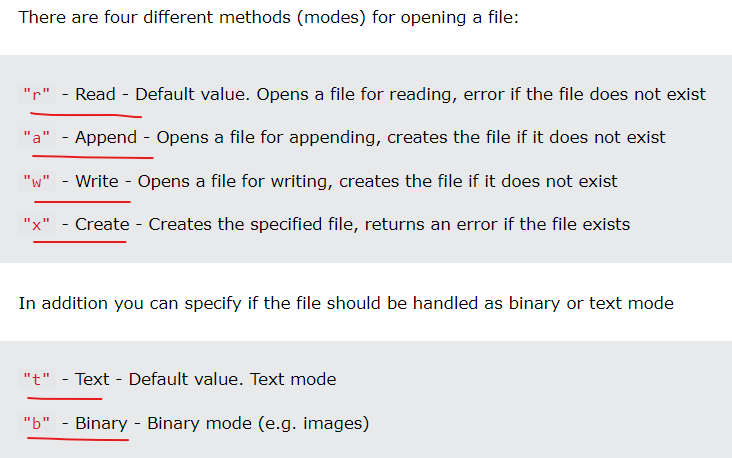 There are four different methods (modes) for opening a file:
"r" - Read - Default value. Opens a file for reading, error if the file does not exist
"a" - Append - Opens a file for appending, creates the file if it does not exist
"w" - Write - Opens a file for writing, creates the file if it does not exist
"x" - Create - Creates the specified file, returns an error if the file exists
In addition you can specify if the file should be handled as binary or text mode
"t" - Text - Default value. Text mode
"b" - Binary - Binary mode (e.g. images)